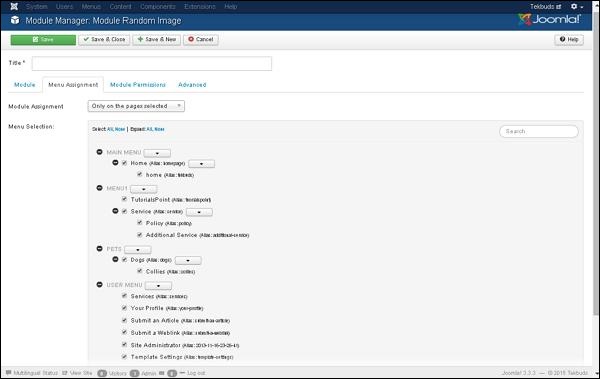 System Users Menus Content Components Extensions Help Tekbuds
Module Manager: Module Random Image Joomla!
Save Save & Close Save & New Cancel Help
Title *
Module Menu Assignment Module Permissions Advanced
Module Assignment Only on the pages selected
Menu Selection: Select: All, None | Expand: All, None Search
MAIN MENU
Home (Alias: homepage)
home (Alias: tekbirds)
MENU1
TutorialsPoint (Alias: tutorialspoint)
Service (Alias: service)
Policy (Alias: policy)
Additional Service (Alias: additional-service)
PETS
Dogs (Alias: dogs)
Collies (Alias: collies)
USER MENU
Services (Alias: services)
Your Profile (Alias: your-profile)
Submit an Article (Alias: submit-an-article)
Submit a Weblink (Alias: submit-a-weblink)
Site Administrator (Alias: 2013-11-16-23-26-41)
Template Settings (Alias: template-settings)
Multilingual Status View Site 0 Visitors 1 Admin 0 Log out Joomla! 3.3.3 — © 2015 Tekbuds